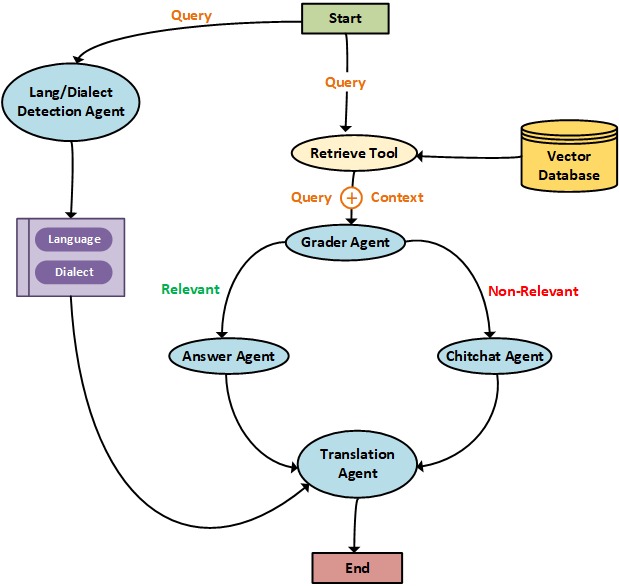 Start
Query
Query
Lang/Dialect
Detection Agent
Retrieve Tool
Vector
Database
Query + Context
Language
Dialect
Grader Agent
Relevant
Non-Relevant
Answer Agent
Chitchat Agent
Translation
Agent
End